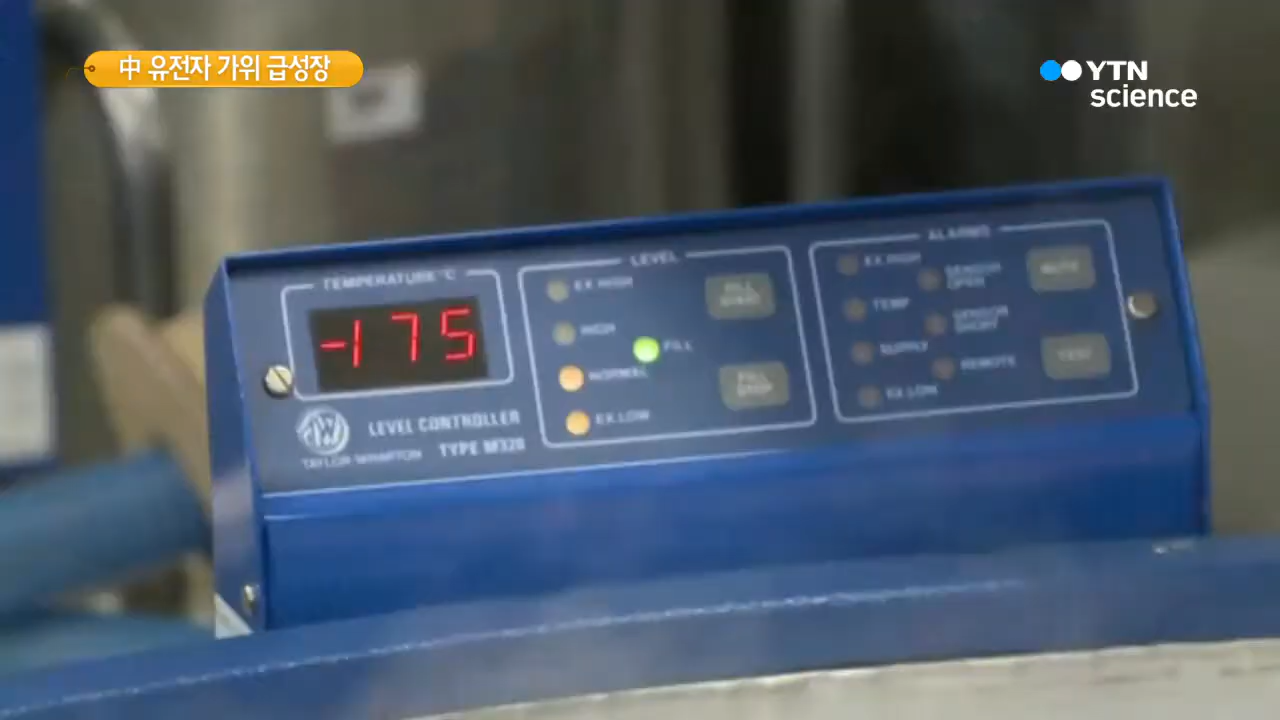 中 유전자 가위 급성장
YTN
science
TEMPERATURE °C
-175
LEVEL CONTROLLER
TYPE M320
TAYLOR-WHARTON
LEVEL
EX.HIGH
HIGH
FILL
NORMAL
EX.LOW
FILL
START
FILL
STOP
ALARMS
EX.HIGH
SENSOR
OPEN
TEMP
SENSOR
SHORT
SUPPLY
REMOTE
EX.LOW
MUTE
TEST